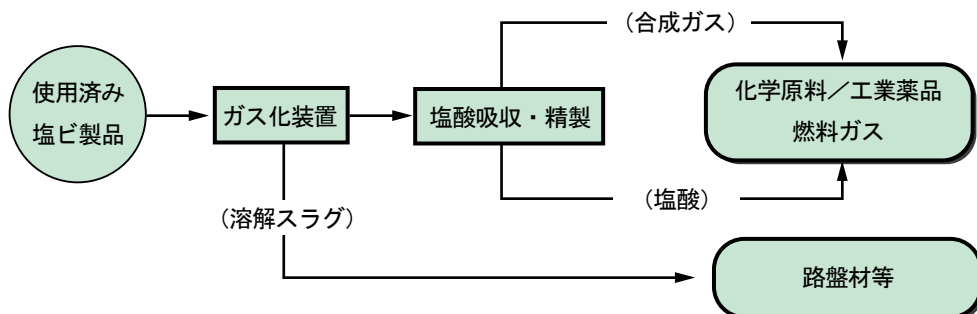 使用済み
塩ビ製品
ガス化装置
塩酸吸収・精製
（合成ガス）
化学原料／工業薬品
燃料ガス
（塩酸）
（溶解スラグ）
路盤材等